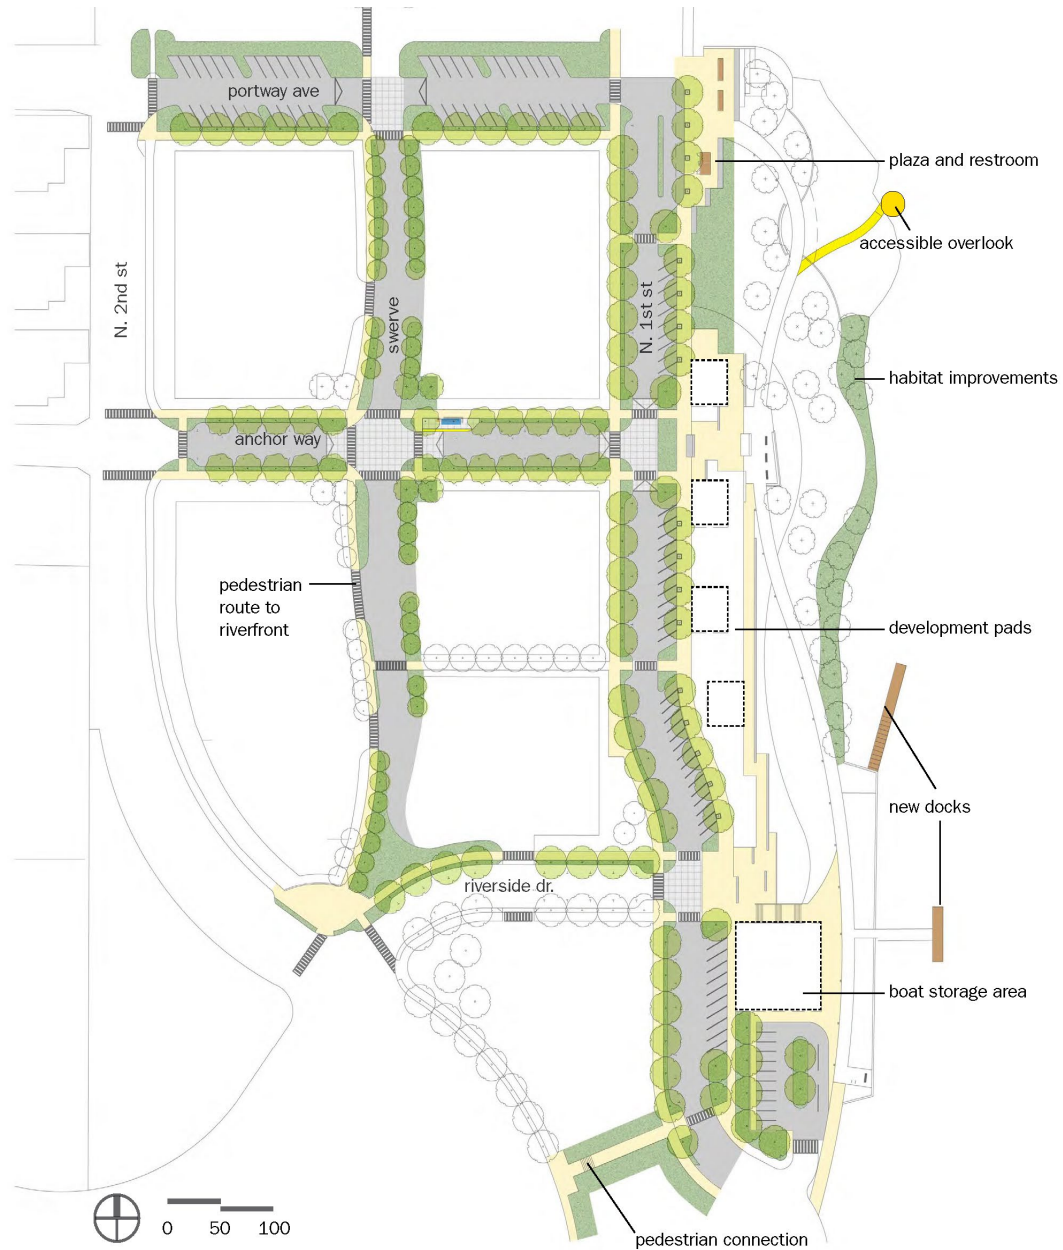 portway ave
plaza and restroom
accessible overlook
N. 2nd st
swerve
N. 1st st
habitat improvements
anchor way
pedestrian
route to
riverfront
development pads
new docks
riverside dr.
boat storage area
0 50 100
pedestrian connection